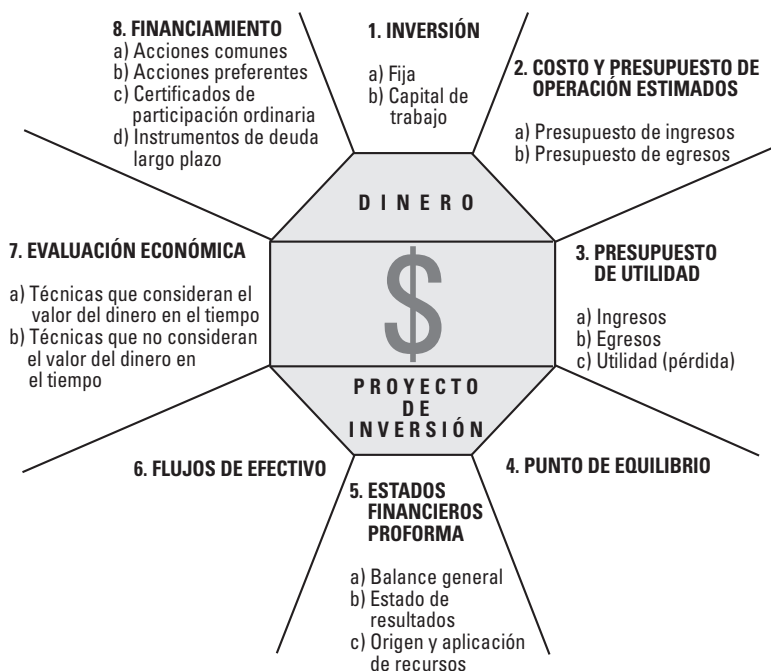 8. FINANCIAMIENTO
a) Acciones comunes
b) Acciones preferentes
c) Certificados de
participación ordinaria
d) Instrumentos de deuda
largo plazo
1. INVERSIÓN
a) Fija
b) Capital de
trabajo
2. COSTO Y PRESUPUESTO DE
OPERACIÓN ESTIMADOS
a) Presupuesto de ingresos
b) Presupuesto de egresos
DINERO
7. EVALUACIÓN ECONÓMICA
a) Técnicas que consideran el
valor del dinero en el tiempo
b) Técnicas que no consideran
el valor del dinero en
el tiempo
$
3. PRESUPUESTO
DE UTILIDAD
a) Ingresos
b) Egresos
c) Utilidad (pérdida)
PROYECTO
DE
INVERSIÓN
6. FLUJOS DE EFECTIVO
4. PUNTO DE EQUILIBRIO
5. ESTADOS
FINANCIEROS
PROFORMA
a) Balance general
b) Estado de
resultados
c) Origen y aplicación
de recursos